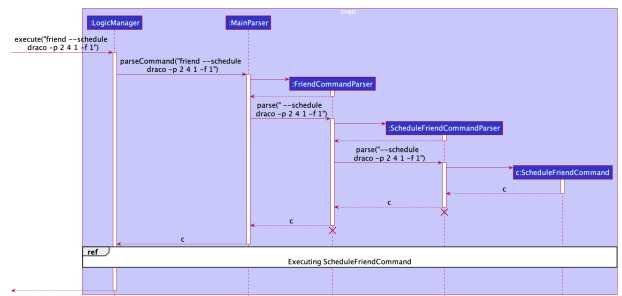 Logic
:LogicManager
:MainParser
execute("friend --schedule
draco -p 2 4 1 -f 1")
parseCommand("friend --schedule
draco -p 2 4 1 -f 1")
:FriendCommandParser
parse(" --schedule
draco -p 2 4 1 -f 1")
:ScheduleFriendCommandParser
parse("--schedule
draco -p 2 4 1 -f 1")
c:ScheduleFriendCommand
c
c
c
c
ref
Executing ScheduleFriendCommand